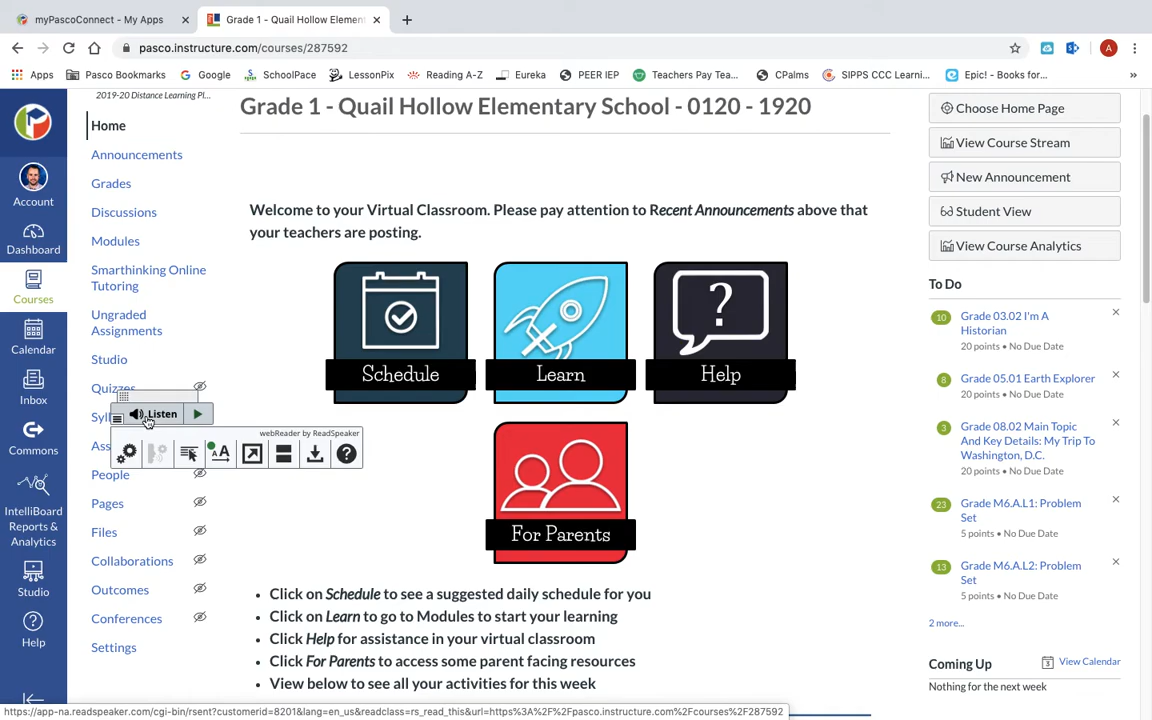 myPascoConnect - My Apps
Grade 1 - Quail Hollow Elemen
pasco.instructure.com/courses/287592
A
Apps
Pasco Bookmarks
Google
SchoolPace
LessonPix
Reading A-Z
Eureka
PEER IEP
Teachers Pay Tea...
CPalms
SIPPS CCC Learni...
Epic! - Books for...
»
Account
Dashboard
Courses
Calendar
Inbox
Commons
IntelliBoard
Reports &
Analytics
Studio
Help
2019-20 Distance Learning Pl...
Home
Announcements
Grades
Discussions
Modules
Smarthinking Online
Tutoring
Ungraded
Assignments
Studio
Quizzes
Syl
Ass
People
Pages
Files
Collaborations
Outcomes
Conferences
Settings
Listen
webReader by ReadSpeaker
AA
?
Grade 1 - Quail Hollow Elementary School - 0120 - 1920
Welcome to your Virtual Classroom. Please pay attention to Recent Announcements above that
your teachers are posting.
Schedule
Learn
?
Help
For Parents
• Click on Schedule to see a suggested daily schedule for you
• Click on Learn to go to Modules to start your learning
• Click Help for assistance in your virtual classroom
• Click For Parents to access some parent facing resources
• View below to see all your activities for this week
Choose Home Page
View Course Stream
New Announcement
Student View
View Course Analytics
To Do
10
Grade 03.02 I'm A
Historian
20 points • No Due Date
8
Grade 05.01 Earth Explorer
20 points • No Due Date
3
Grade 08.02 Main Topic
And Key Details: My Trip To
Washington, D.C.
20 points • No Due Date
23
Grade M6.A.L1: Problem
Set
5 points • No Due Date
13
Grade M6.A.L2: Problem
Set
5 points • No Due Date
2 more...
Coming Up
View Calendar
Nothing for the next week
https://app-na.readspeaker.com/cgi-bin/rsent?customerid=8201&lang=en_us&readclass=rs_read_this&url=https%3A%2F%2Fpasco.instructure.com%2Fcourses%2F287592